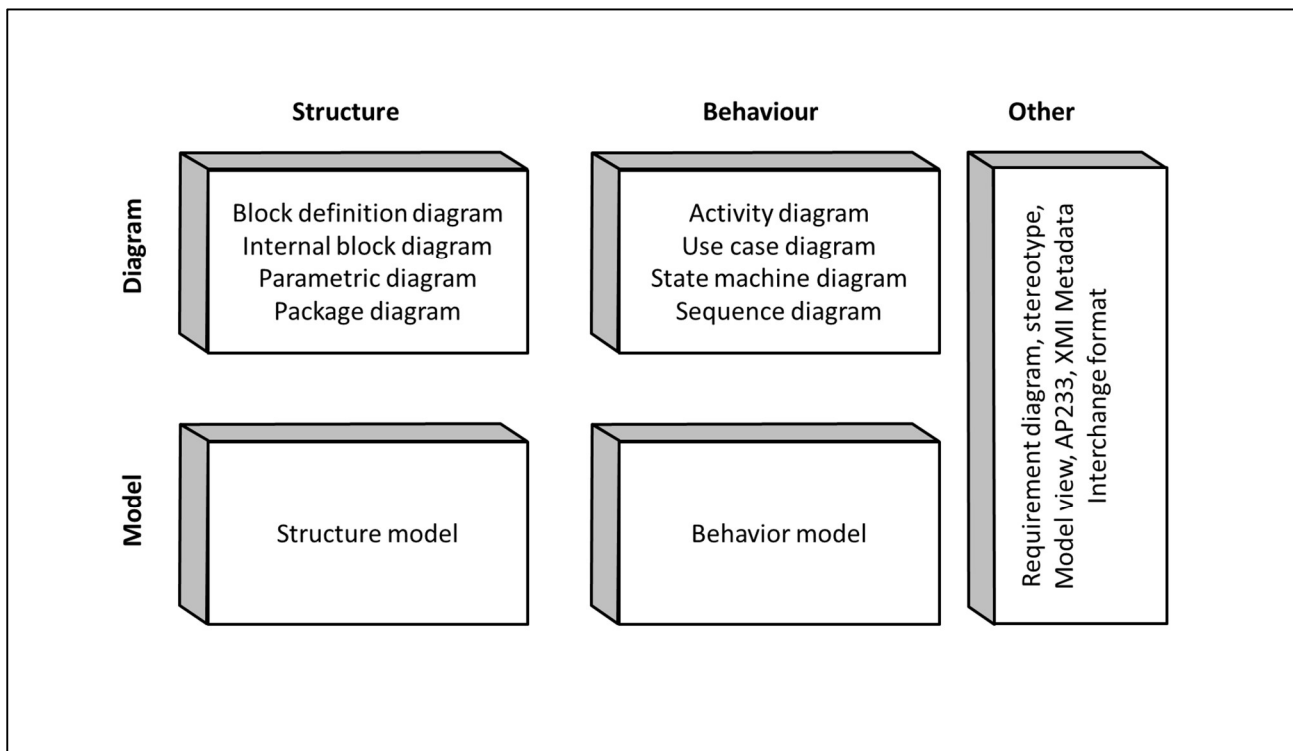 Structure
Behaviour
Other
Diagram
Block definition diagram
Internal block diagram
Parametric diagram
Package diagram
Activity diagram
Use case diagram
State machine diagram
Sequence diagram
Requirement diagram, stereotype,
Model view, AP233, XMI Metadata
Interchange format
Model
Structure model
Behavior model